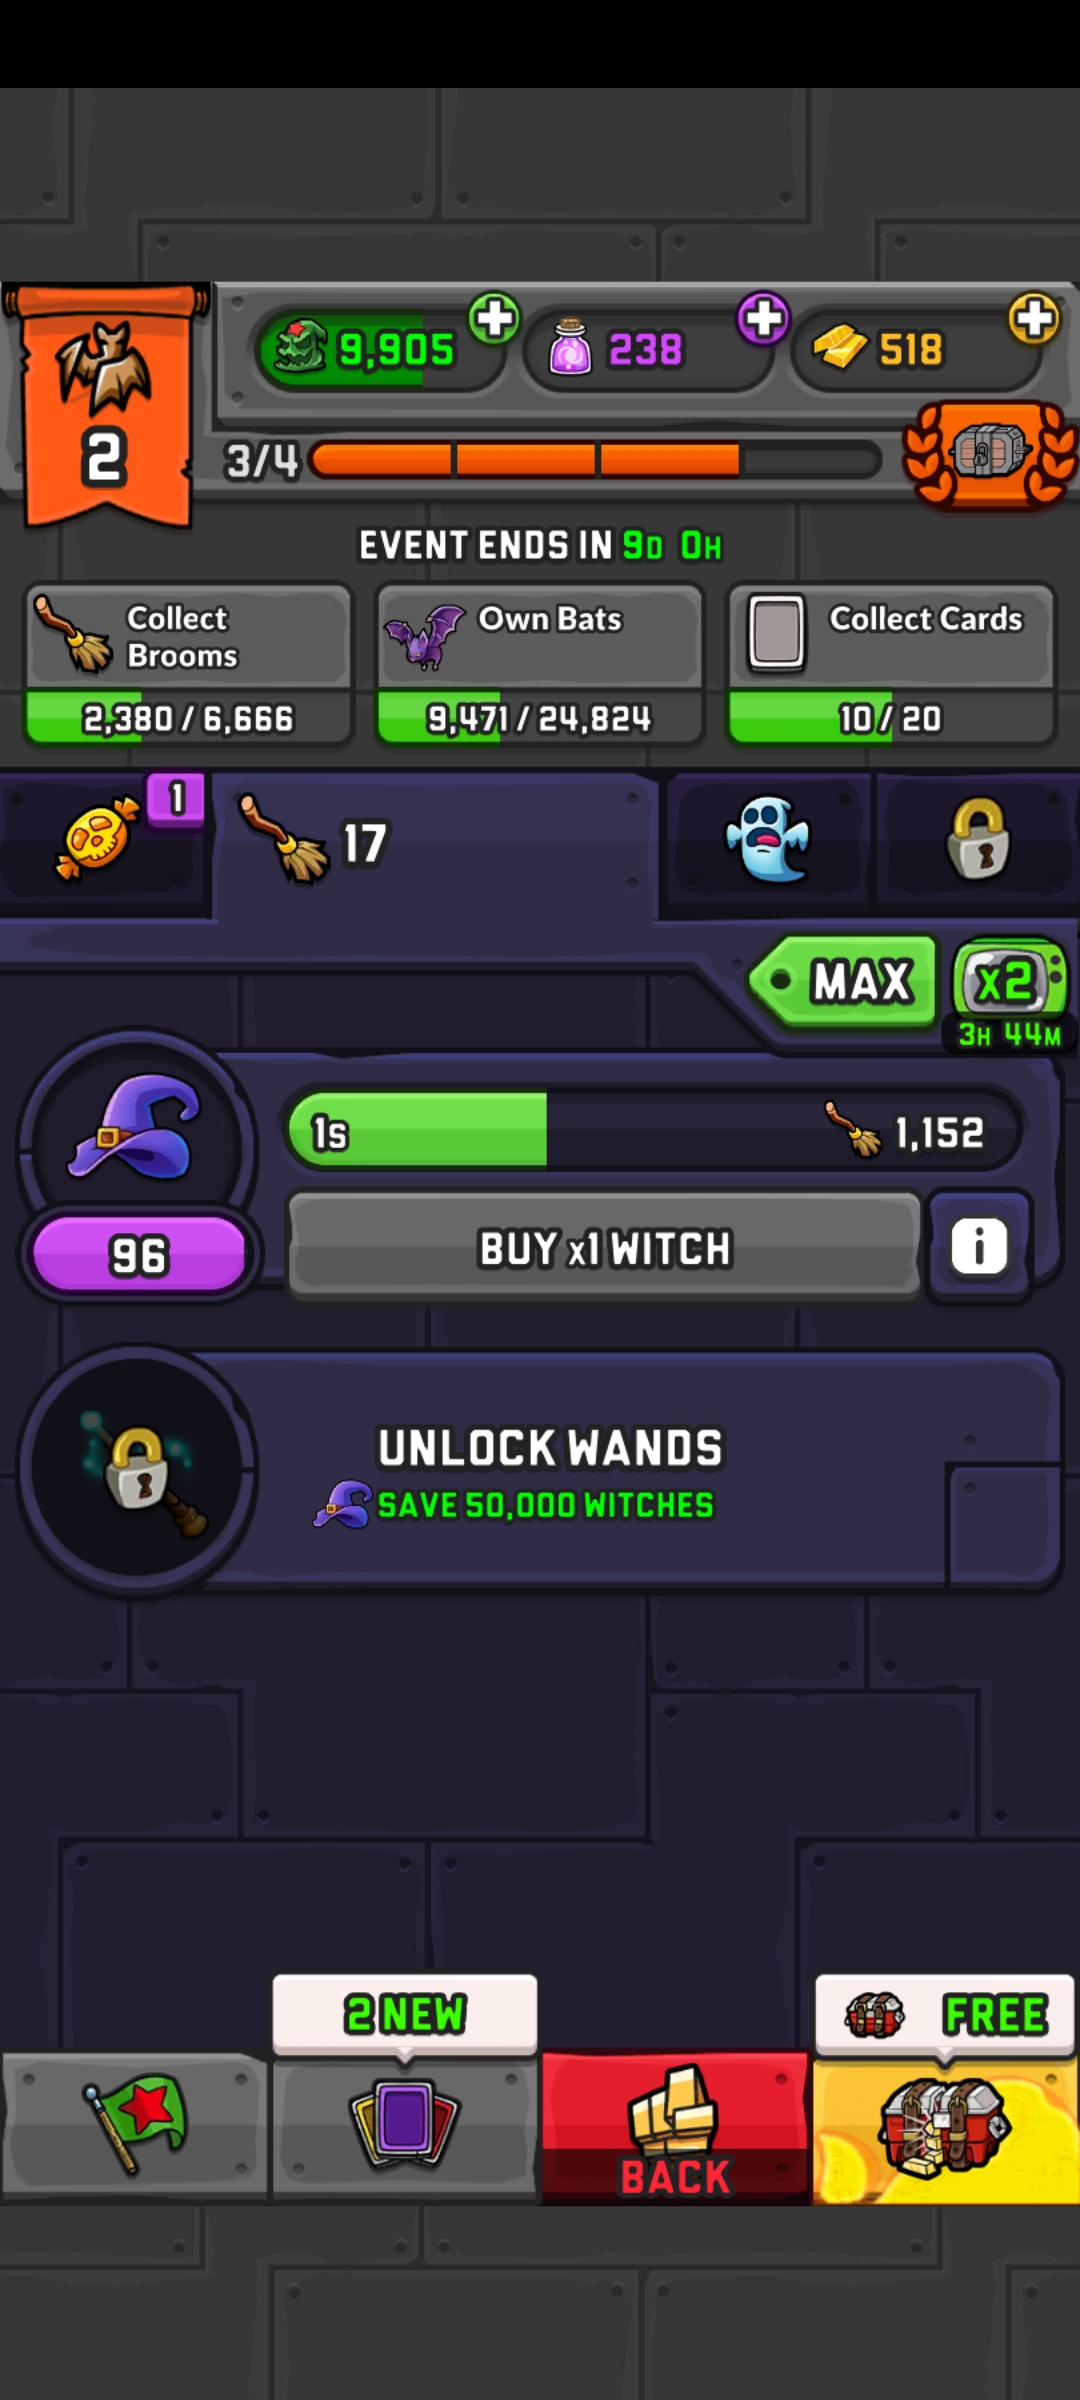 9,905
238
518
2
3/4
EVENT ENDS IN 9D 0H
Collect
Brooms
2,380 / 6,666
Own Bats
9,471 / 24,824
Collect Cards
10 / 20
1
17
MAX
x2
3H 44M
1s
1,152
96
BUY x1 WITCH
i
UNLOCK WANDS
SAVE 50,000 WITCHES
2 NEW
FREE
BACK